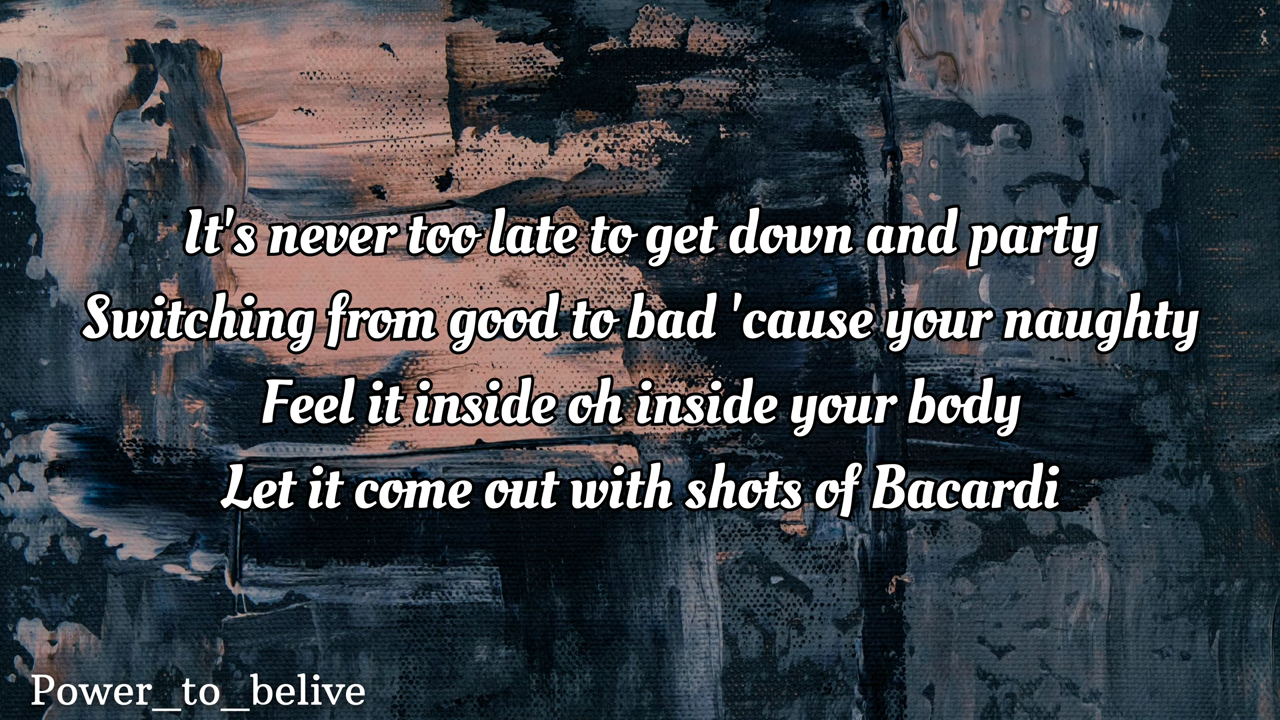 It's never too late to get down and party
Switching from good to bad 'cause your naughty
Feel it inside oh inside your body
Let it come out with shots of Bacardi
Power_to_belive